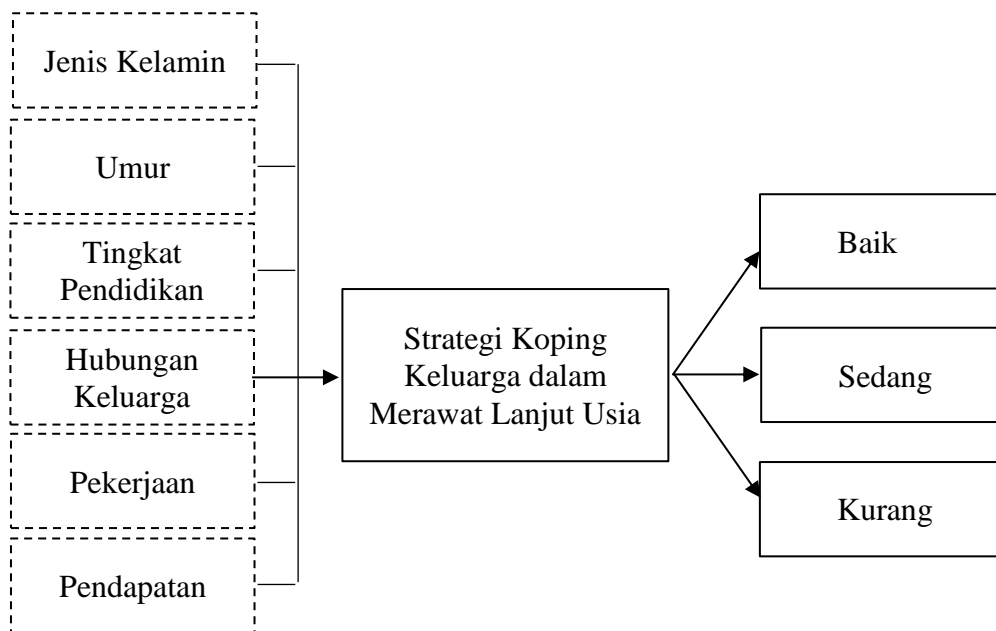 Jenis Kelamin
Umur
Tingkat
Pendidikan
Hubungan
Keluarga
Pekerjaan
Pendapatan
Strategi Koping
Keluarga dalam
Merawat Lanjut Usia
Baik
Sedang
Kurang